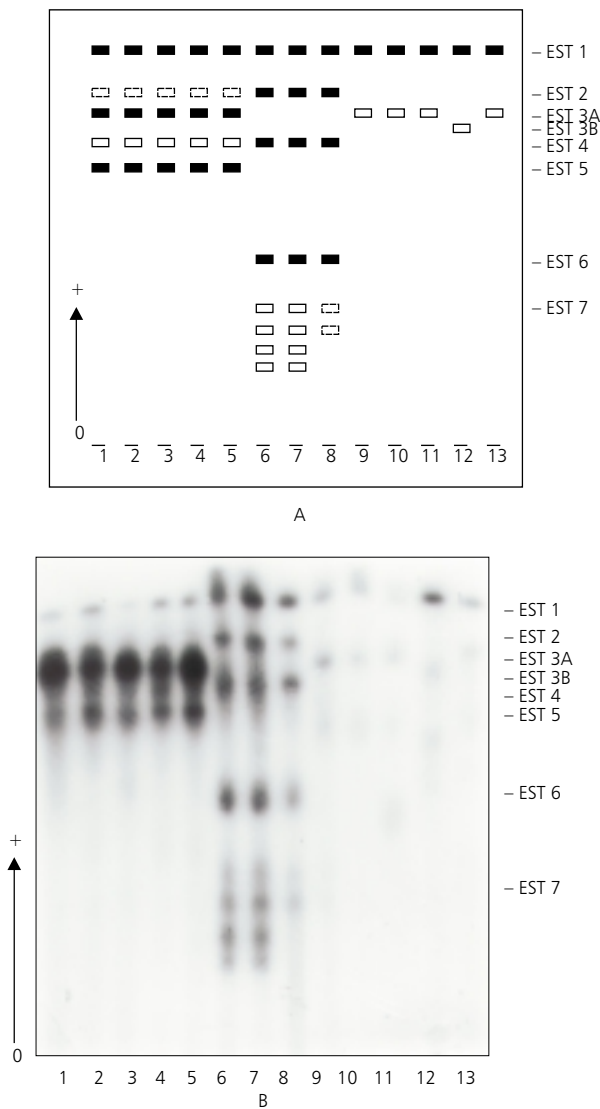 – EST 1
– EST 2
– EST 3A
– EST 3B
– EST 4
– EST 5
– EST 6
– EST 7
+
0
1 2 3 4 5 6 7 8 9 10 11 12 13
A
– EST 1
– EST 2
– EST 3A
– EST 3B
– EST 4
– EST 5
– EST 6
– EST 7
+
0
1 2 3 4 5 6 7 8 9 10 11 12 13
B